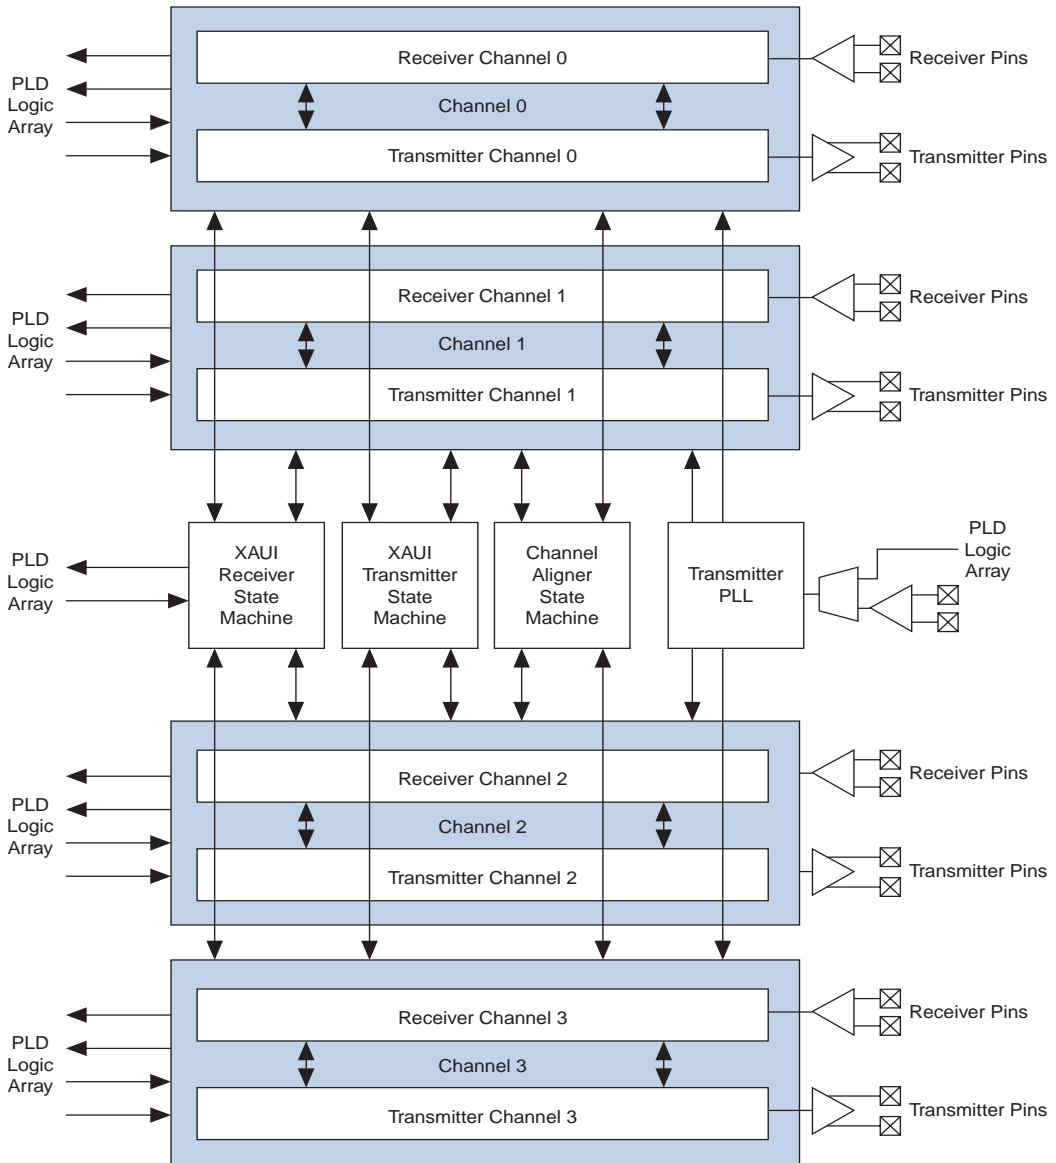 Receiver Channel 0
Receiver Pins
PLD
Logic
Array
Channel 0
Transmitter Channel 0
Transmitter Pins
Receiver Channel 1
Receiver Pins
PLD
Logic
Array
Channel 1
Transmitter Channel 1
Transmitter Pins
PLD
Logic
Array
XAUI
Receiver
State
Machine
XAUI
Transmitter
State
Machine
Channel
Aligner
State
Machine
Transmitter
PLL
PLD
Logic
Array
Receiver Channel 2
Receiver Pins
PLD
Logic
Array
Channel 2
Transmitter Channel 2
Transmitter Pins
Receiver Channel 3
Receiver Pins
PLD
Logic
Array
Channel 3
Transmitter Channel 3
Transmitter Pins